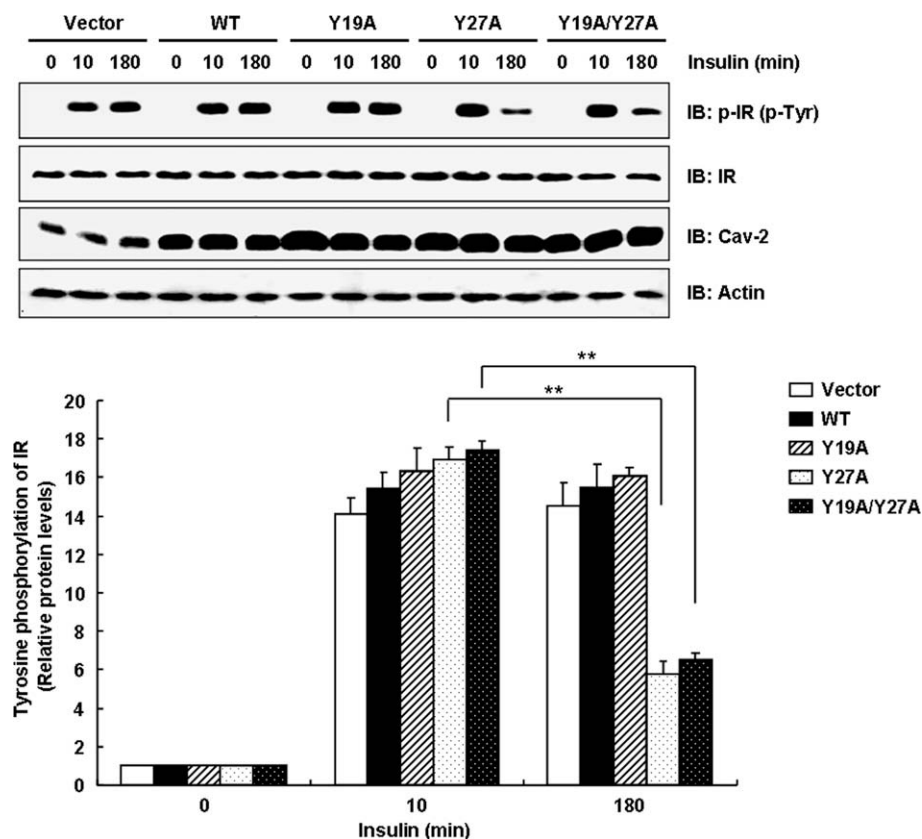 Vector WT Y19A Y27A Y19A/Y27A
0 10 180 0 10 180 0 10 180 0 10 180 0 10 180 Insulin (min)
IB: p-IR (p-Tyr)
IB: IR
IB: Cav-2
IB: Actin
**
**
Vector
WT
Y19A
Y27A
Y19A/Y27A
Tyrosine phosphorylation of IR
(Relative protein levels)
20
18
16
14
12
10
8
6
4
2
0
0 10 180
Insulin (min)